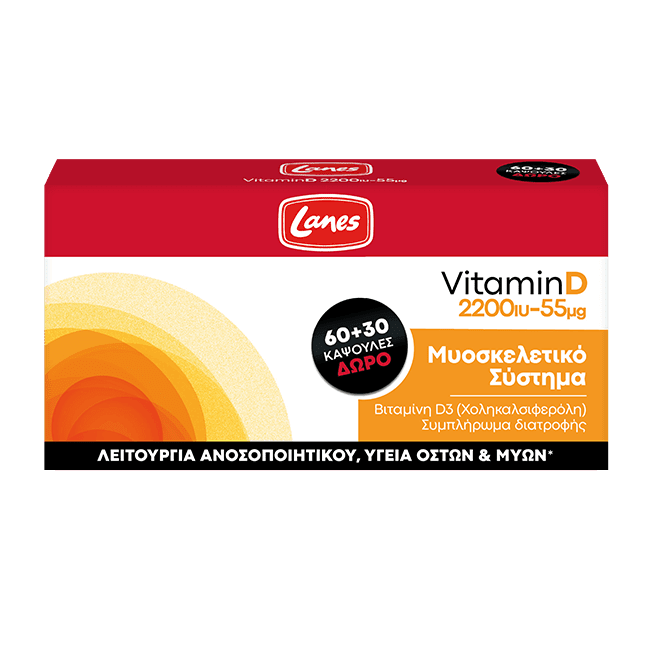 Lanes
VitaminD 2200IU-55μg
60+30
ΚΑΨΟΥΛΕΣ
ΔΩΡΟ
Lanes
VitaminD
2200IU-55μg
60+30
ΚΑΨΟΥΛΕΣ
ΔΩΡΟ
Μυοσκελετικό
Σύστημα
Βιταμίνη D3 (Χοληκαλσιφερόλη)
Συμπλήρωμα διατροφής
ΛΕΙΤΟΥΡΓΙΑ ΑΝΟΣΟΠΟΙΗΤΙΚΟΥ, ΥΓΕΙΑ ΟΣΤΩΝ & ΜΥΩΝ*